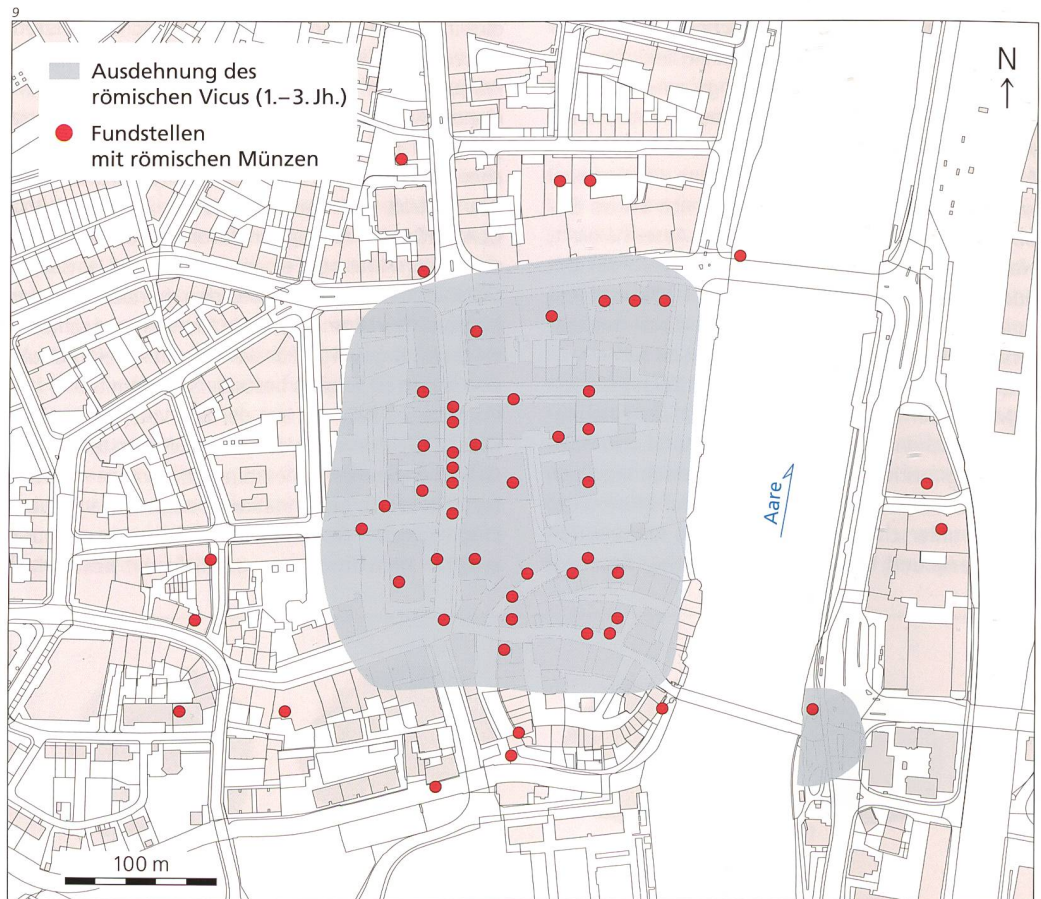 9
Ausdehnung des
römischen Vicus (1.–3. Jh.)
Fundstellen
mit römischen Münzen
N
Aare
100 m